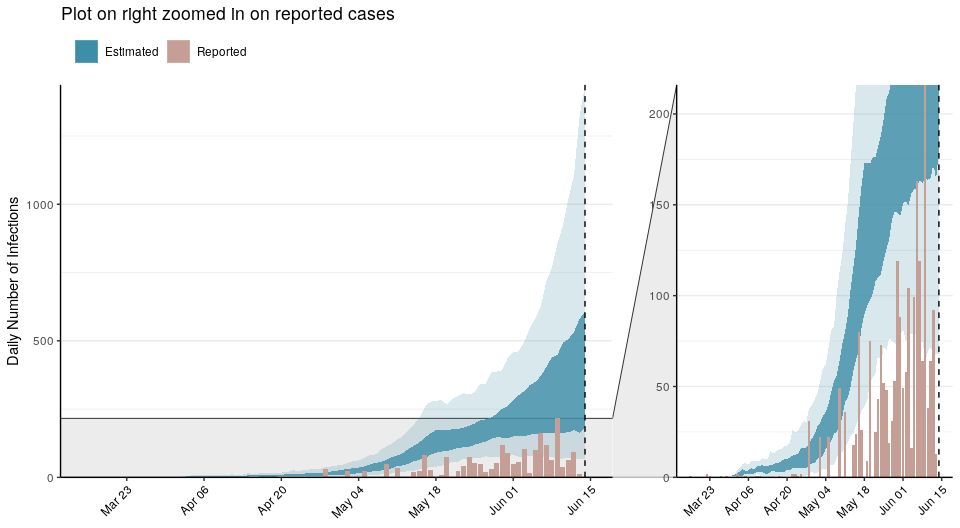 Plot on right zoomed in on reported cases
Estimated Reported
Daily Number of Infections
1000
500
0
Mar 23 Apr 06 Apr 20 May 04 May 18 Jun 01 Jun 15
200
150
100
50
0
Mar 23 Apr 06 Apr 20 May 04 May 18 Jun 01 Jun 15